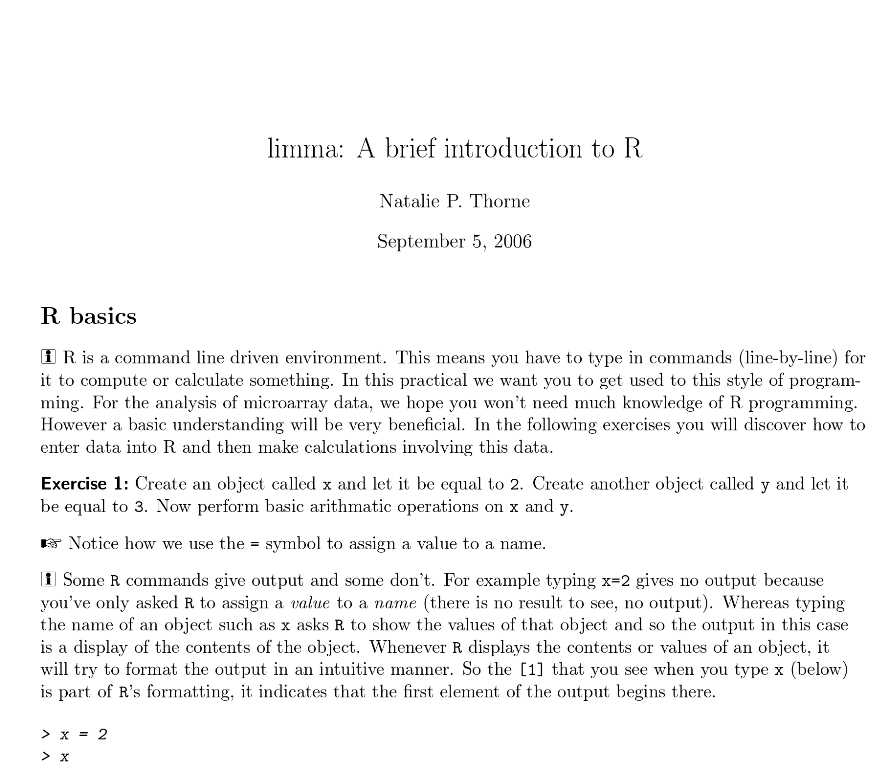 limma: A brief introduction to R
Natalie P. Thorne
September 5, 2006
R basics
R is a command line driven environment. This means you have to type in commands (line-by-line) for
it to compute or calculate something. In this practical we want you to get used to this style of program-
ming. For the analysis of microarray data, we hope you won't need much knowledge of R programming.
However a basic understanding will be very beneficial. In the following exercises you will discover how to
enter data into R and then make calculations involving this data.
Exercise 1: Create an object called x and let it be equal to 2. Create another object called y and let it
be equal to 3. Now perform basic arithmatic operations on x and y.
☞ Notice how we use the = symbol to assign a value to a name.
Some R commands give output and some don't. For example typing x=2 gives no output because
you've only asked R to assign a value to a name (there is no result to see, no output). Whereas typing
the name of an object such as x asks R to show the values of that object and so the output in this case
is a display of the contents of the object. Whenever R displays the contents or values of an object, it
will try to format the output in an intuitive manner. So the [1] that you see when you type x (below)
is part of R's formatting, it indicates that the first element of the output begins there.
> x = 2
> x